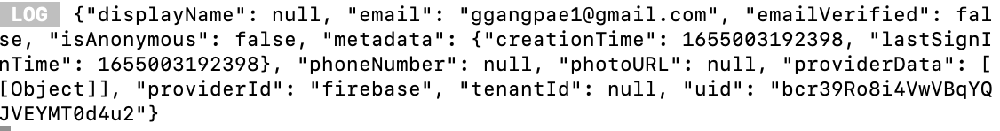 LOG {"displayName": null, "email": "ggangpae1@gmail.com", "emailVerified": fal
se, "isAnonymous": false, "metadata": {"creationTime": 1655003192398, "lastSignI
nTime": 1655003192398}, "phoneNumber": null, "photoURL": null, "providerData": [
[Object]], "providerId": "firebase", "tenantId": null, "uid": "bcr39Ro8i4VwVBqYQ
JVEYMT0d4u2"}